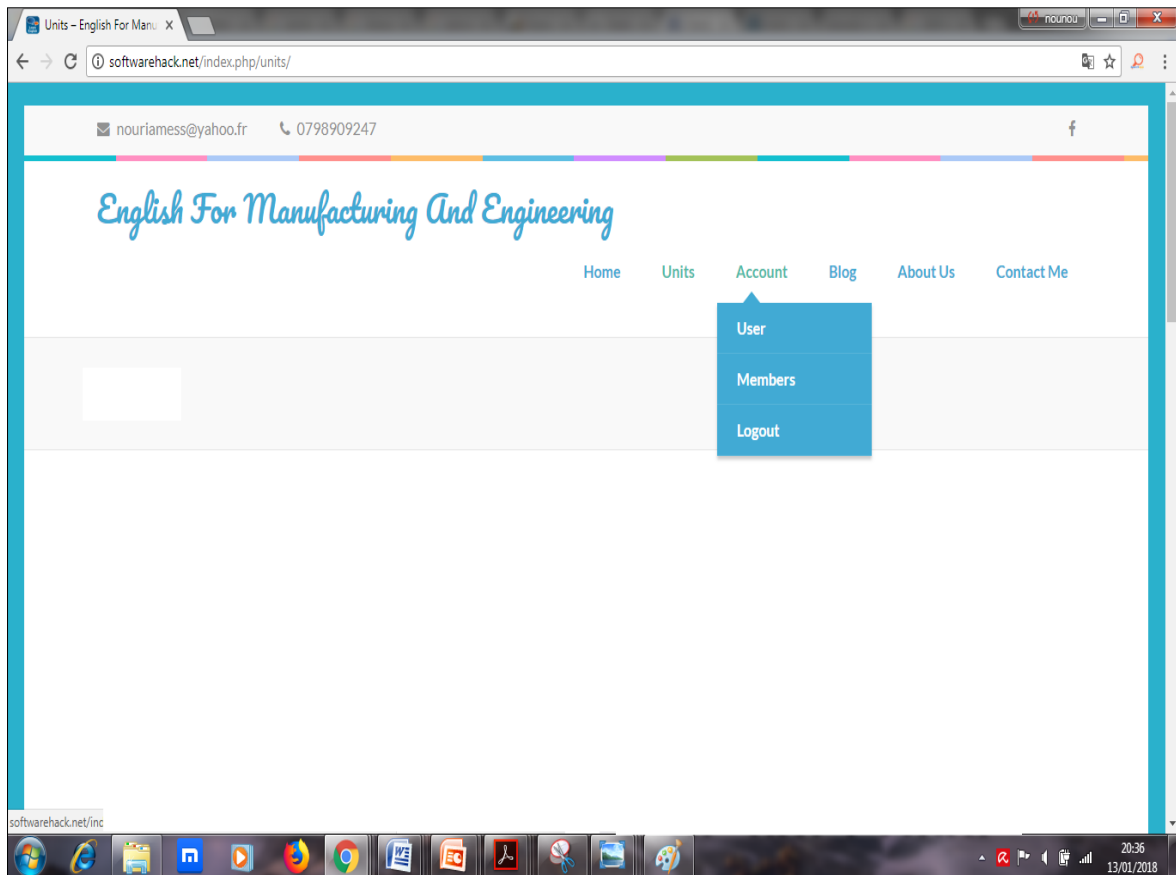 Units – English For Manu
nounou
softwarehack.net/index.php/units/
nouriamess@yahoo.fr 0798909247
English For Manufacturing And Engineering
Home Units Account Blog About Us Contact Me
User
Members
Logout
softwarehack.net/inc
20:36
13/01/2018